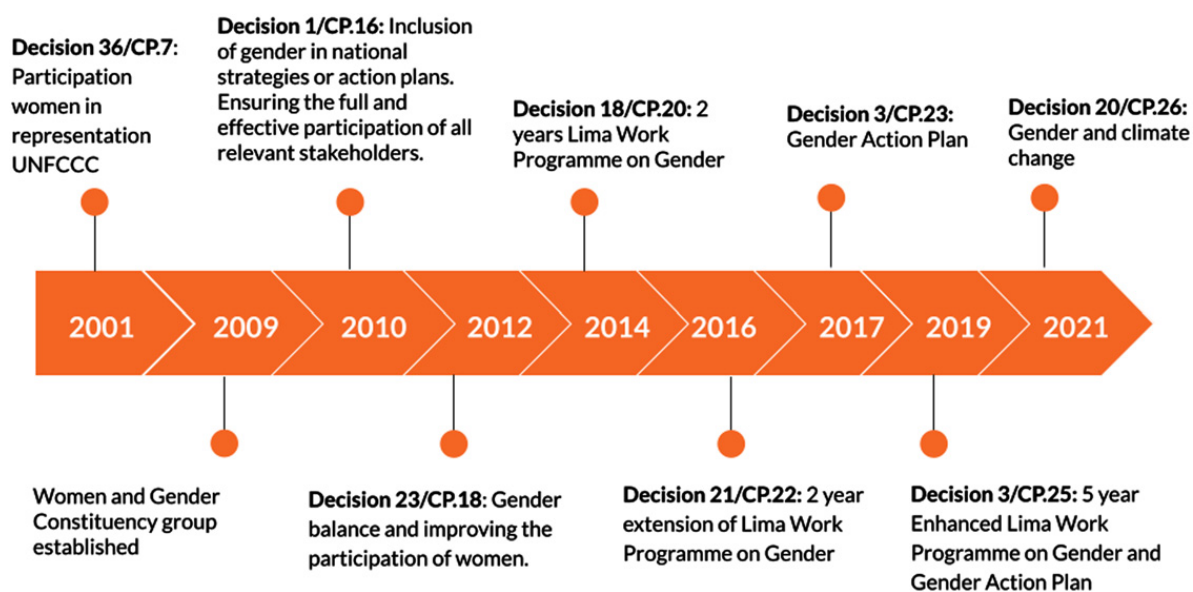 Decision 36/CP.7:
Participation
women in
representation
UNFCCC
Decision 1/CP.16: Inclusion
of gender in national
strategies or action plans.
Ensuring the full and
effective participation of all
relevant stakeholders.
Decision 18/CP.20: 2
years Lima Work
Programme on Gender
Decision 3/CP.23:
Gender Action Plan
Decision 20/CP.26:
Gender and climate
change
2001
2009
2010
2012
2014
2016
2017
2019
2021
Women and Gender
Constituency group
established
Decision 23/CP.18: Gender
balance and improving the
participation of women.
Decision 21/CP.22: 2 year
extension of Lima Work
Programme on Gender
Decision 3/CP.25: 5 year
Enhanced Lima Work
Programme on Gender and
Gender Action Plan